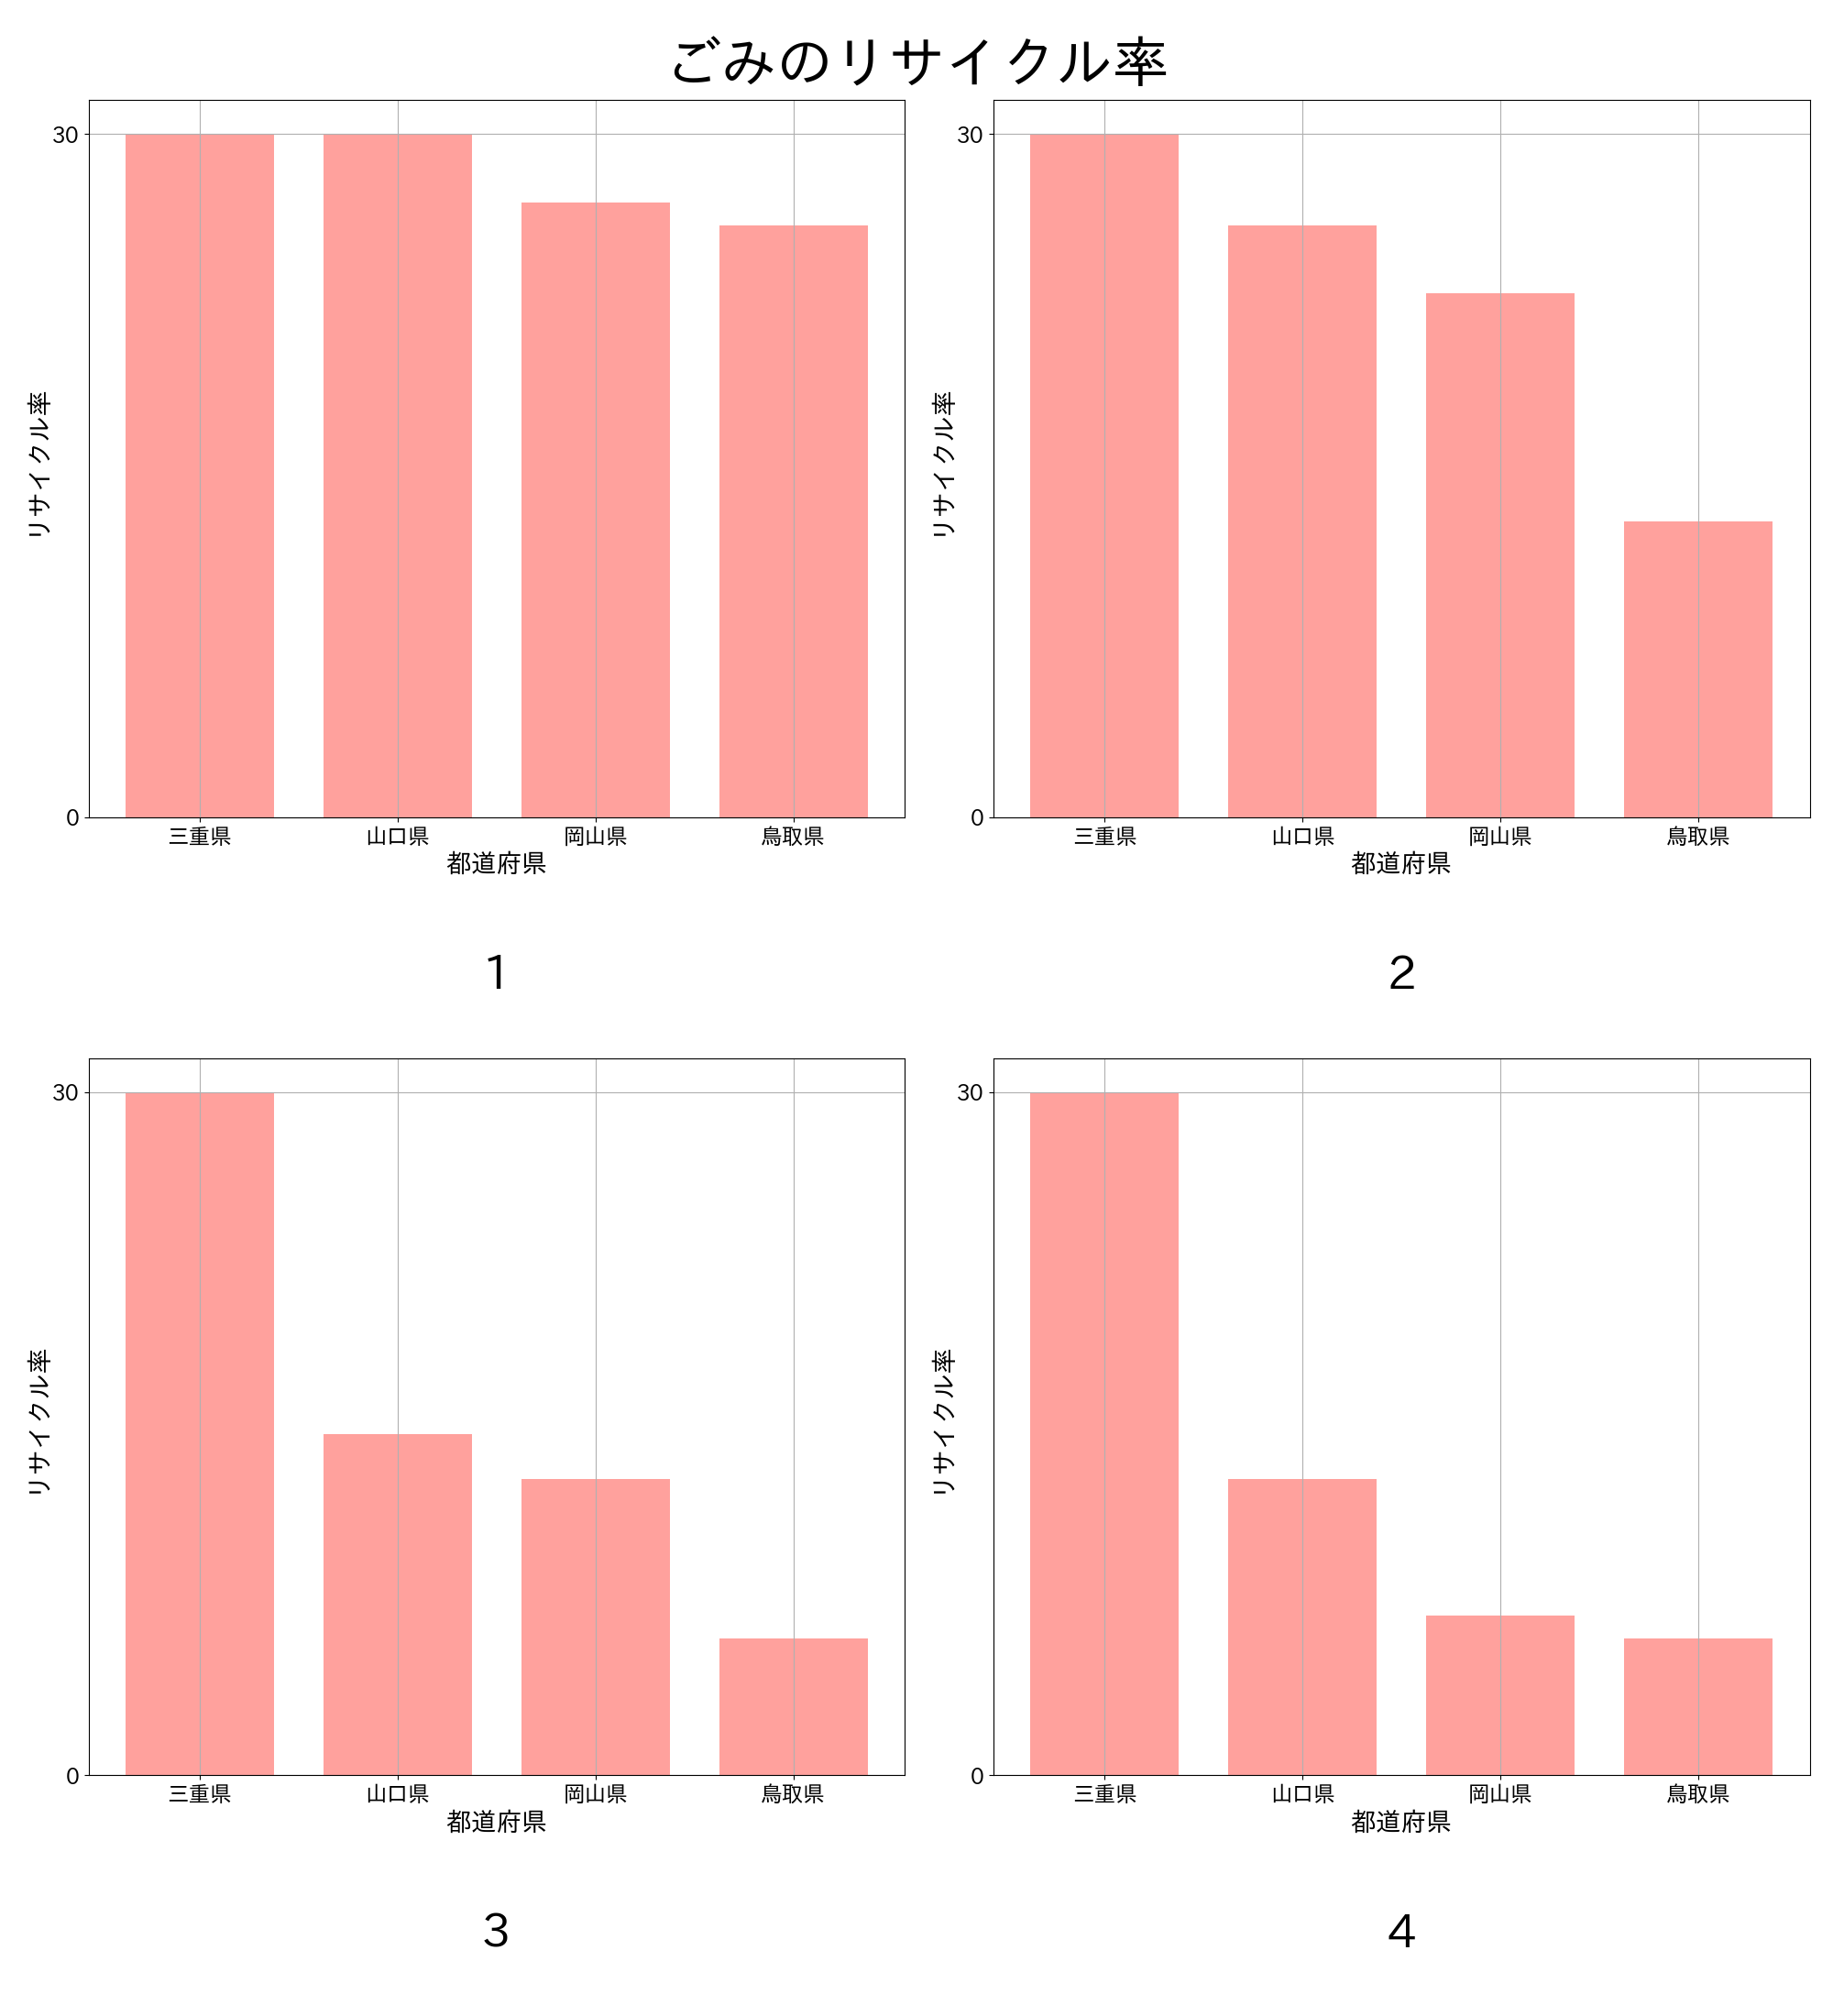 ごみのリサイクル率
30
0
リサイクル率
三重県 山口県 岡山県 鳥取県
都道府県
1
30
0
リサイクル率
三重県 山口県 岡山県 鳥取県
都道府県
2
30
0
リサイクル率
三重県 山口県 岡山県 鳥取県
都道府県
3
30
0
リサイクル率
三重県 山口県 岡山県 鳥取県
都道府県
4